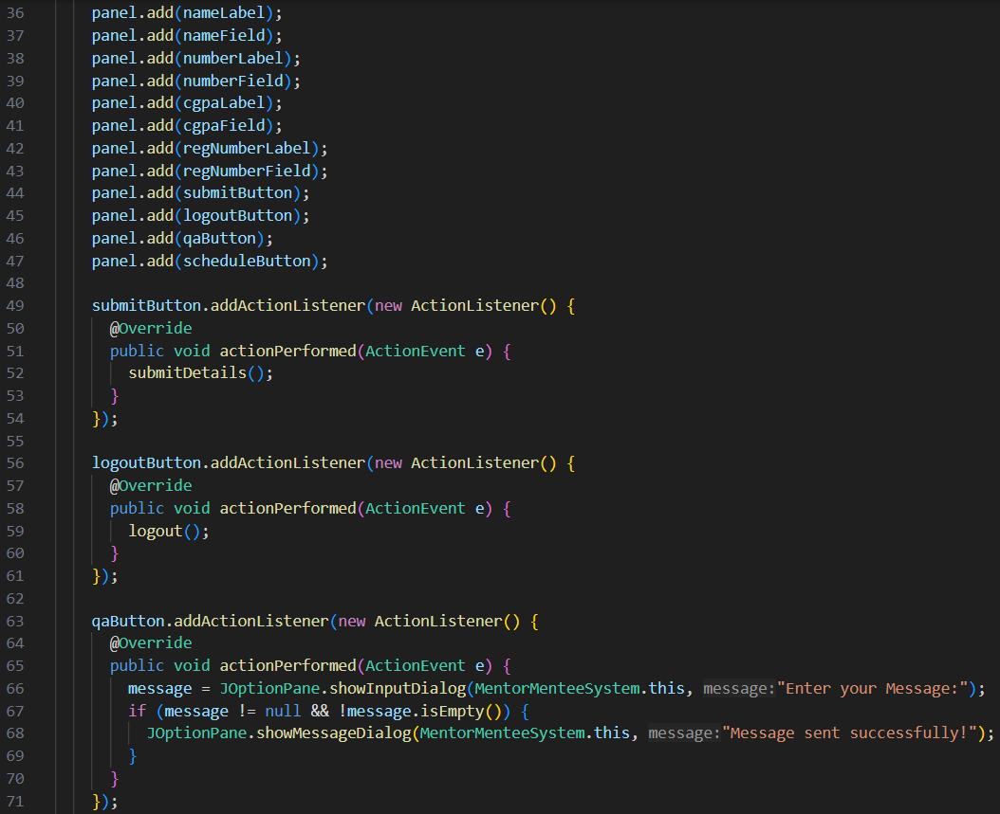 36 panel.add(nameLabel);
37 panel.add(nameField);
38 panel.add(numberLabel);
39 panel.add(numberField);
40 panel.add(cgpaLabel);
41 panel.add(cgpaField);
42 panel.add(regNumberLabel);
43 panel.add(regNumberField);
44 panel.add(submitButton);
45 panel.add(logoutButton);
46 panel.add(qaButton);
47 panel.add(scheduleButton);
48
49 submitButton.addActionListener(new ActionListener() {
50 @Override
51 public void actionPerformed(ActionEvent e) {
52 submitDetails();
53 }
54 });
55
56 logoutButton.addActionListener(new ActionListener() {
57 @Override
58 public void actionPerformed(ActionEvent e) {
59 logout();
60 }
61 });
62
63 qaButton.addActionListener(new ActionListener() {
64 @Override
65 public void actionPerformed(ActionEvent e) {
66 message = JOptionPane.showInputDialog(MentorMenteeSystem.this, message:"Enter your Message:");
67 if (message != null && !message.isEmpty()) {
68 JOptionPane.showMessageDialog(MentorMenteeSystem.this, message:"Message sent successfully!");
69 }
70 }
71 });